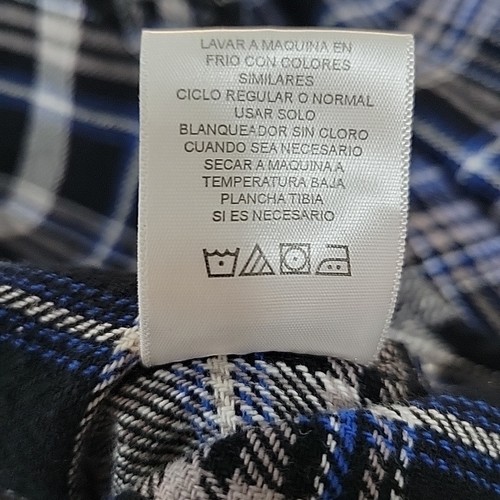 LAVAR A MAQUINA EN
FRIO CON COLORES
SIMILARES
CICLO REGULAR O NORMAL
USAR SOLO
BLANQUEADOR SIN CLORO
CUANDO SEA NECESARIO
SECAR A MAQUINA A
TEMPERATURA BAJA
PLANCHA TIBIA
SI ES NECESARIO